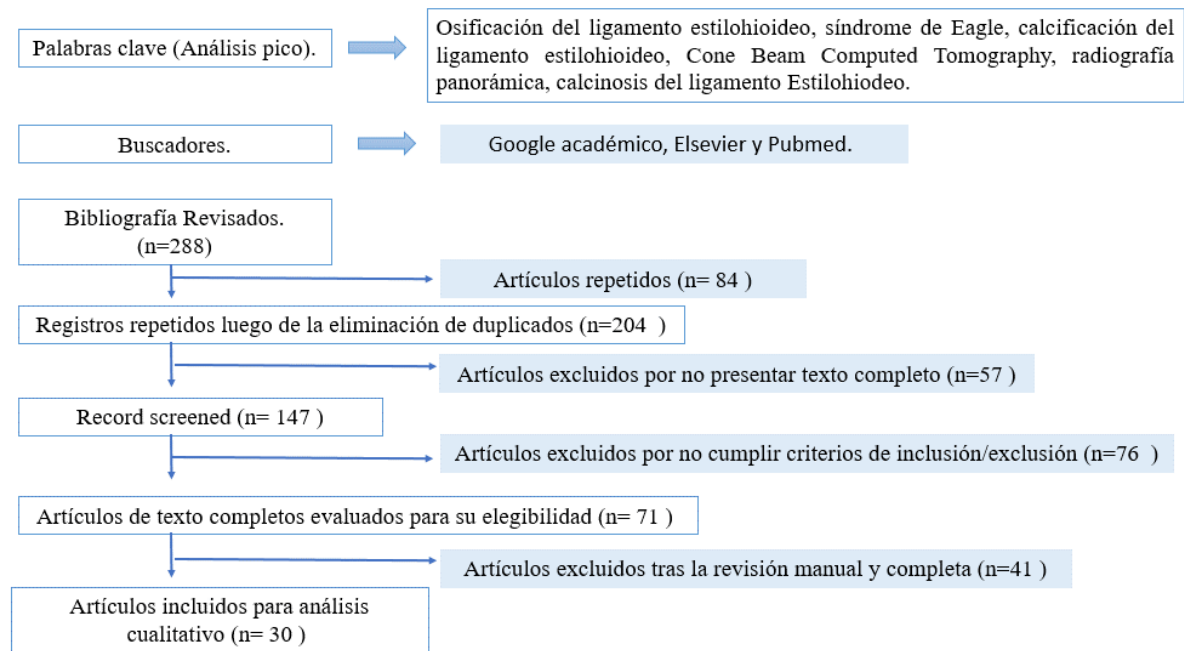 Palabras clave (Análisis pico).
Osificación del ligamento estilohioideo, síndrome de Eagle, calcificación del
ligamento estilohioideo, Cone Beam Computed Tomography, radiografía
panorámica, calcinosis del ligamento Estilohiodeo.
Buscadores.
Google académico, Elsevier y Pubmed.
Bibliografía Revisados.
(n=288)
Artículos repetidos (n= 84 )
Registros repetidos luego de la eliminación de duplicados (n=204 )
Artículos excluidos por no presentar texto completo (n=57 )
Record screened (n= 147 )
Artículos excluidos por no cumplir criterios de inclusión/exclusión (n=76 )
Artículos de texto completos evaluados para su elegibilidad (n= 71 )
Artículos excluidos tras la revisión manual y completa (n=41 )
Artículos incluidos para análisis
cualitativo (n= 30 )